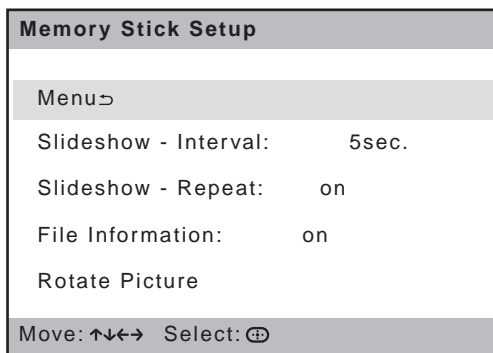 Memory Stick Setup
Menu⮌
Slideshow - Interval: 5sec.
Slideshow - Repeat: on
File Information: on
Rotate Picture
Move: ↑↓←→ Select: